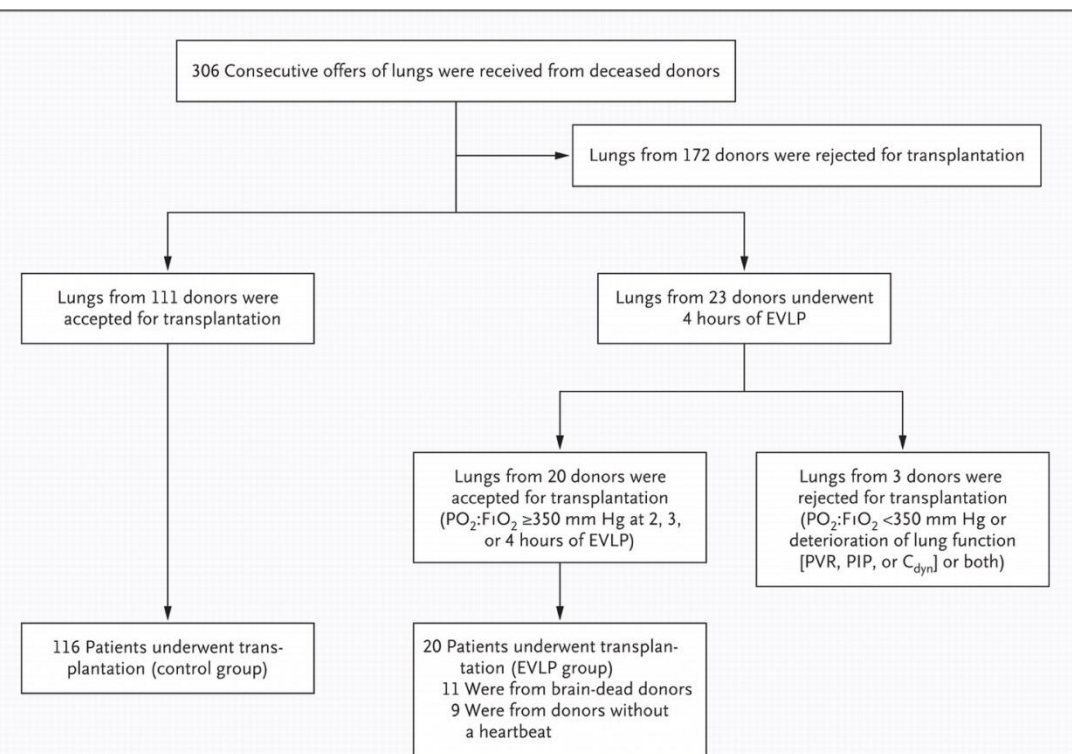 306 Consecutive offers of lungs were received from deceased donors
Lungs from 172 donors were rejected for transplantation
Lungs from 111 donors were
accepted for transplantation
Lungs from 23 donors underwent
4 hours of EVLP
Lungs from 20 donors were
accepted for transplantation
(PO₂:FIO₂ ≥350 mm Hg at 2, 3,
or 4 hours of EVLP)
Lungs from 3 donors were
rejected for transplantation
(PO₂:FIO₂ <350 mm Hg or
deterioration of lung function
[PVR, PIP, or C_dyn] or both)
116 Patients underwent trans-
plantation (control group)
20 Patients underwent transplan-
tation (EVLP group)
11 Were from brain-dead donors
9 Were from donors without
a heartbeat